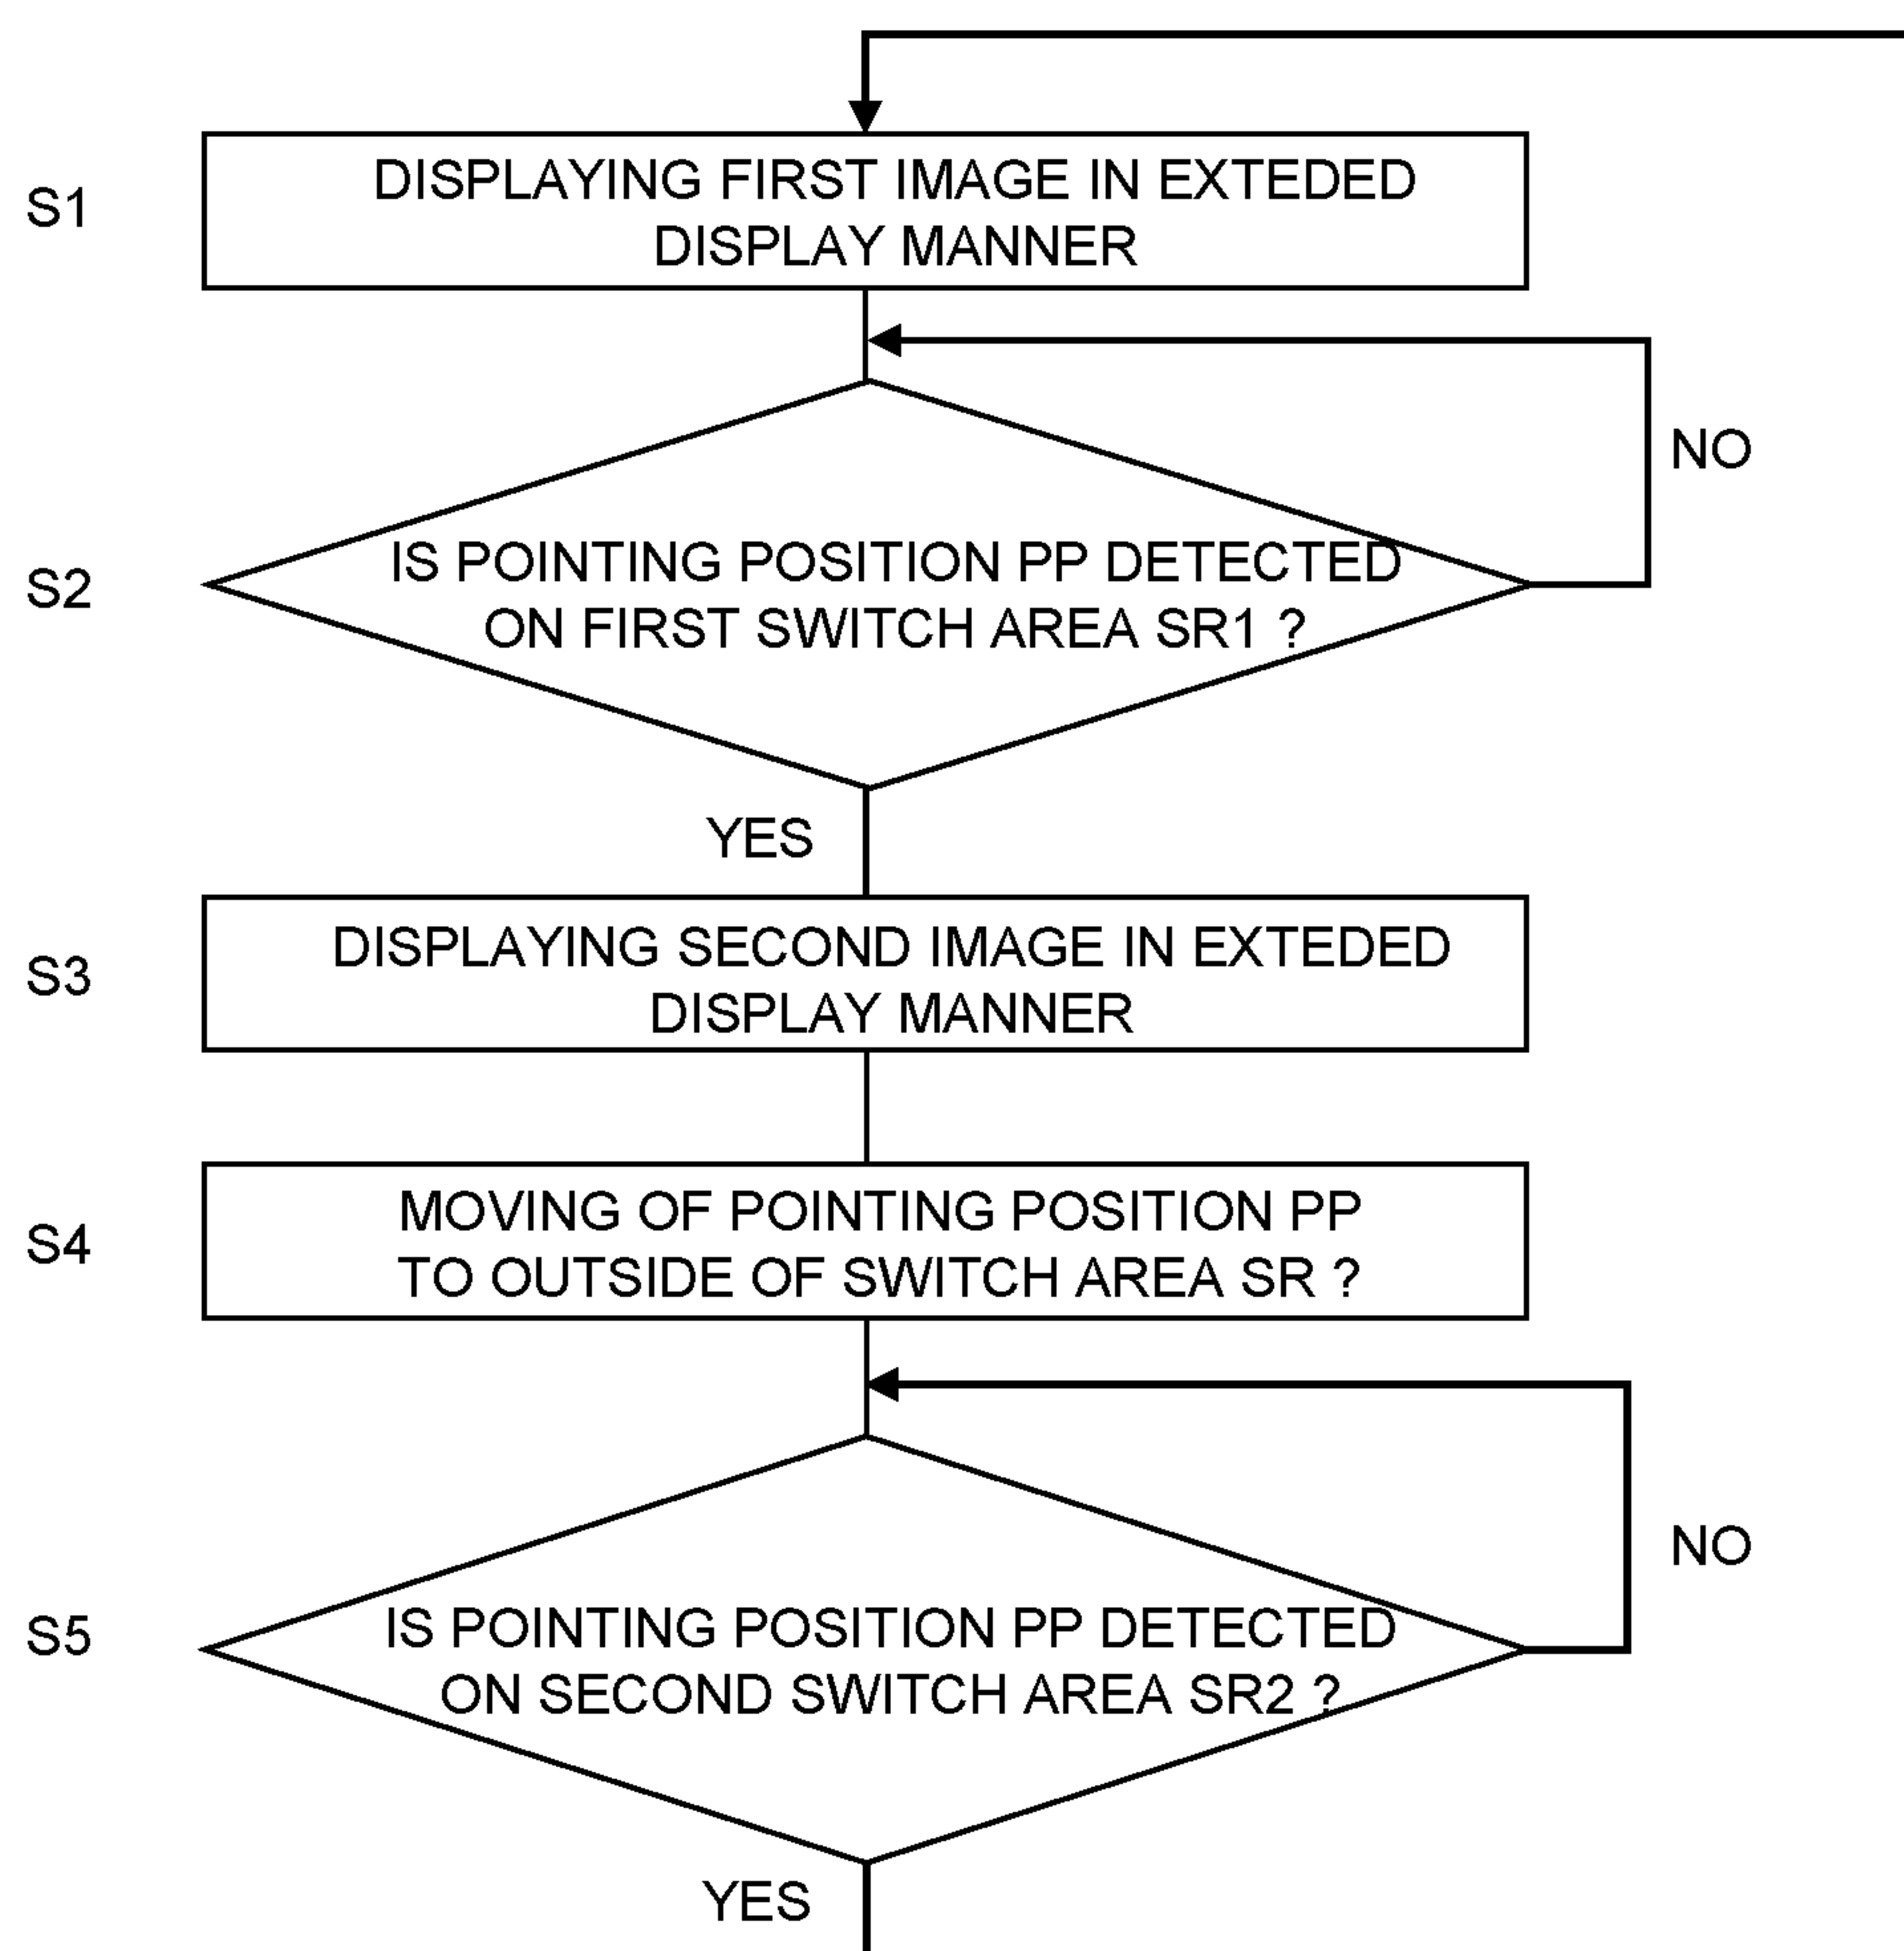 S1
DISPLAYING FIRST IMAGE IN EXTEDED
DISPLAY MANNER
NO
S2
IS POINTING POSITION PP DETECTED
ON FIRST SWITCH AREA SR1 ?
YES
S3
DISPLAYING SECOND IMAGE IN EXTEDED
DISPLAY MANNER
S4
MOVING OF POINTING POSITION PP
TO OUTSIDE OF SWITCH AREA SR ?
NO
S5
IS POINTING POSITION PP DETECTED
ON SECOND SWITCH AREA SR2 ?
YES